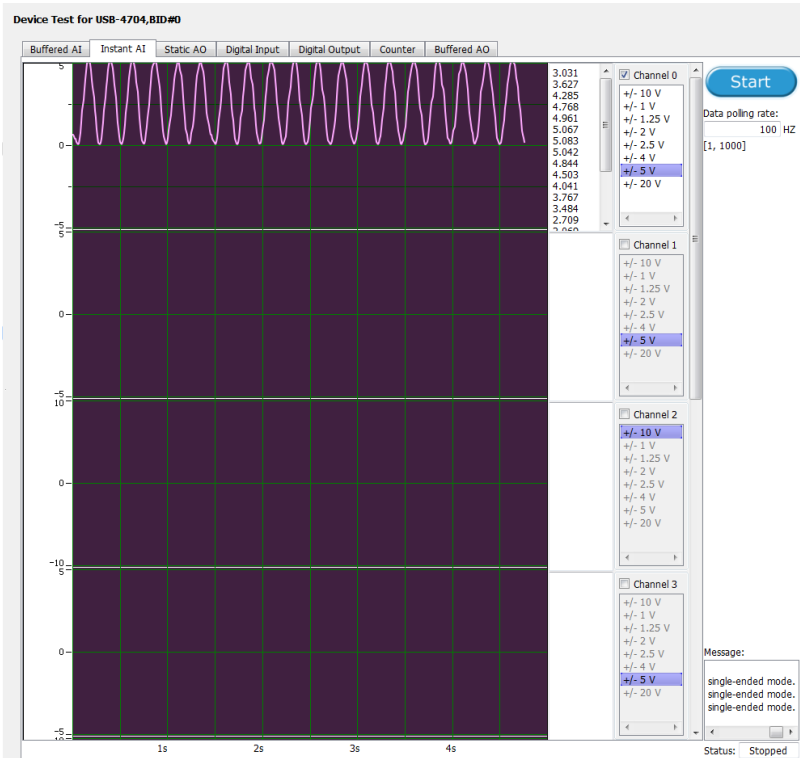 Device Test for USB-4704,BID#0
Buffered AI Instant AI Static AO Digital Input Digital Output Counter Buffered AO
5
0
-5
3.031
3.627
4.285
4.768
4.961
5.067
5.083
5.042
4.844
4.503
4.041
3.767
3.484
2.709
Channel 0
+/- 10 V
+/- 1 V
+/- 1.25 V
+/- 2 V
+/- 2.5 V
+/- 4 V
+/- 5 V
+/- 20 V
Start
Data polling rate:
100 HZ
[1, 1000]
5
0
-5
Channel 1
+/- 10 V
+/- 1 V
+/- 1.25 V
+/- 2 V
+/- 2.5 V
+/- 4 V
+/- 5 V
+/- 20 V
10
0
-10
Channel 2
+/- 10 V
+/- 1 V
+/- 1.25 V
+/- 2 V
+/- 2.5 V
+/- 4 V
+/- 5 V
+/- 20 V
5
0
-5
Channel 3
+/- 10 V
+/- 1 V
+/- 1.25 V
+/- 2 V
+/- 2.5 V
+/- 4 V
+/- 5 V
+/- 20 V
1s 2s 3s 4s
Message:
single-ended mode.
single-ended mode.
single-ended mode.
Status: Stopped